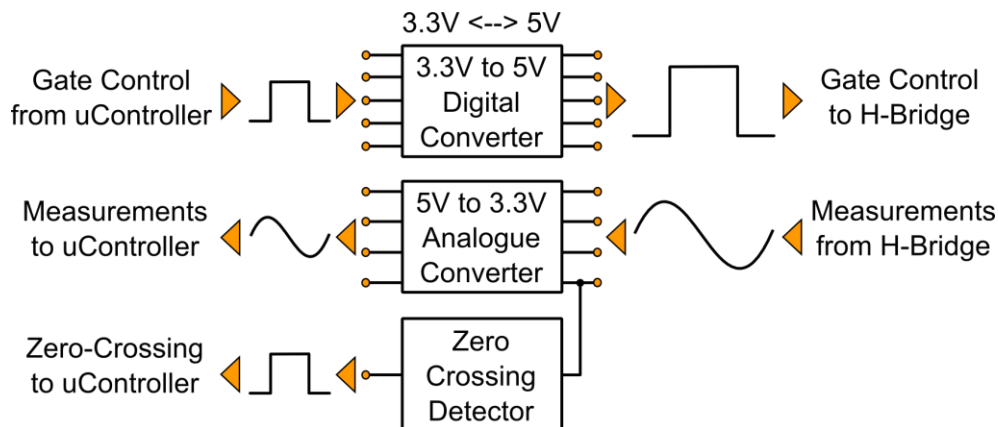 3.3V <--> 5V
Gate Control
from uController
3.3V to 5V
Digital
Converter
Gate Control
to H-Bridge
Measurements
to uController
5V to 3.3V
Analogue
Converter
Measurements
from H-Bridge
Zero-Crossing
to uController
Zero
Crossing
Detector